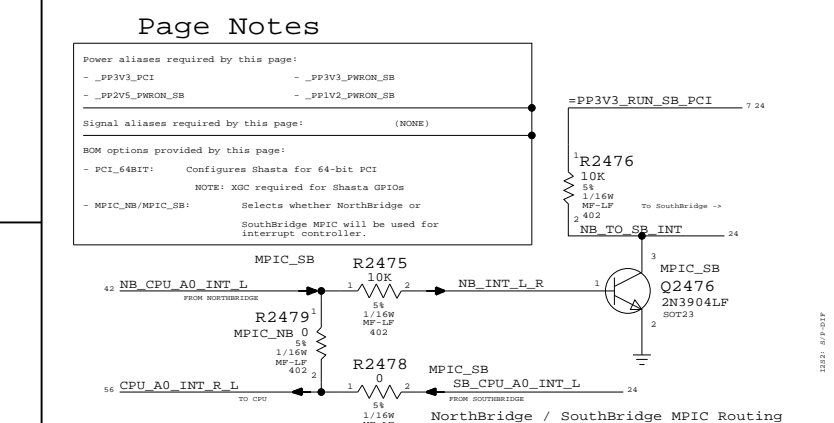 Page Notes
Power aliases required by this page:
- _PP3V3_PCI - _PP3V3_PWRON_SB
- _PP2V5_PWRON_SB - _PP1V2_PWRON_SB
Signal aliases required by this page: (NONE)
BOM options provided by this page:
- PCI_64BIT: Configures Shasta for 64-bit PCI
NOTE: XGC required for Shasta GPIOs
- MPIC_NB/MPIC_SB: Selects whether NorthBridge or
SouthBridge MPIC will be used for
interrupt controller.
=PP3V3_RUN_SB_PCI 7 24
1
R2476
10K
5%
1/16W
MF-LF
402
2
To SouthBridge ->
NB_TO_SB_INT 24
MPIC_SB
R2475
10K
42 NB_CPU_A0_INT_L 1 2 NB_INT_L_R 1
FROM NORTHBRIDGE
5%
1/16W
MF-LF
402
3
MPIC_SB
Q2476
2N3904LF
SOT23
2
R2479 1
MPIC_NB 0
5%
1/16W
MF-LF
402
2
R2478
0
MPIC_SB
56 CPU_A0_INT_R_L 1 2 SB_CPU_A0_INT_L 24
TO CPU FROM SOUTHBRIDGE
5%
1/16W
NorthBridge / SouthBridge MPIC Routing